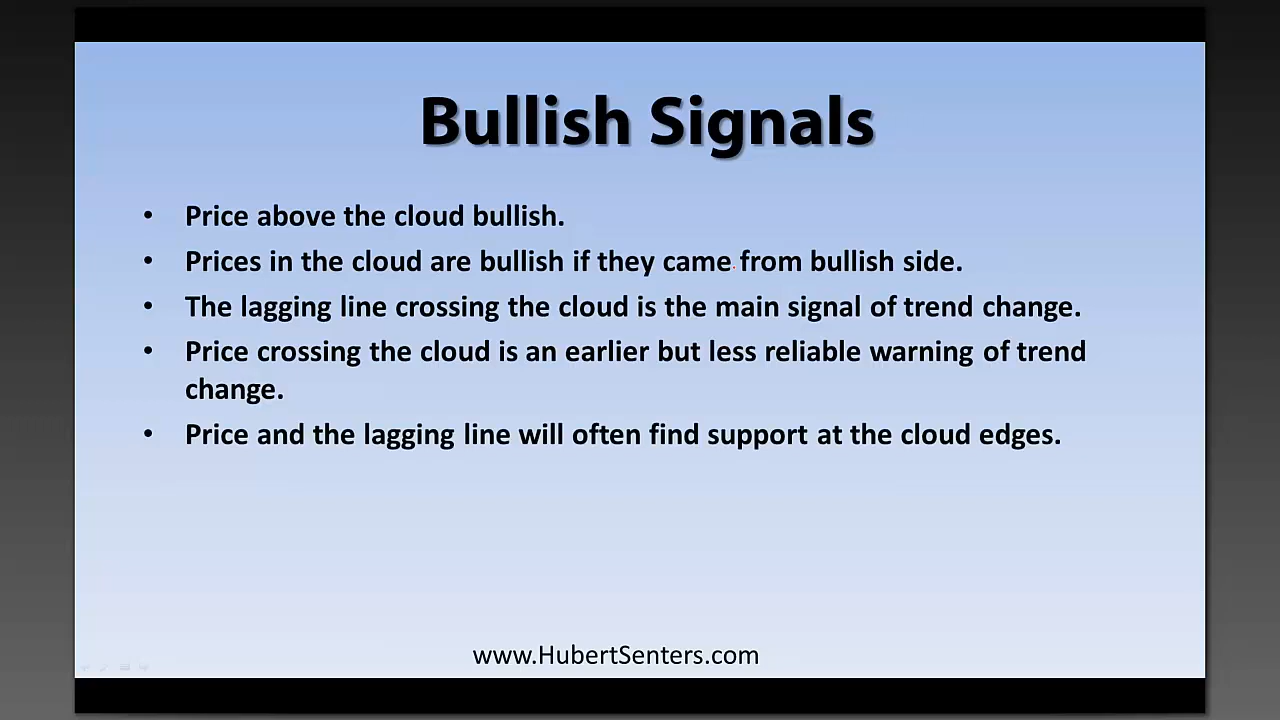 Bullish Signals
• Price above the cloud bullish.
• Prices in the cloud are bullish if they came from bullish side.
• The lagging line crossing the cloud is the main signal of trend change.
• Price crossing the cloud is an earlier but less reliable warning of trend
change.
• Price and the lagging line will often find support at the cloud edges.
www.HubertSenters.com